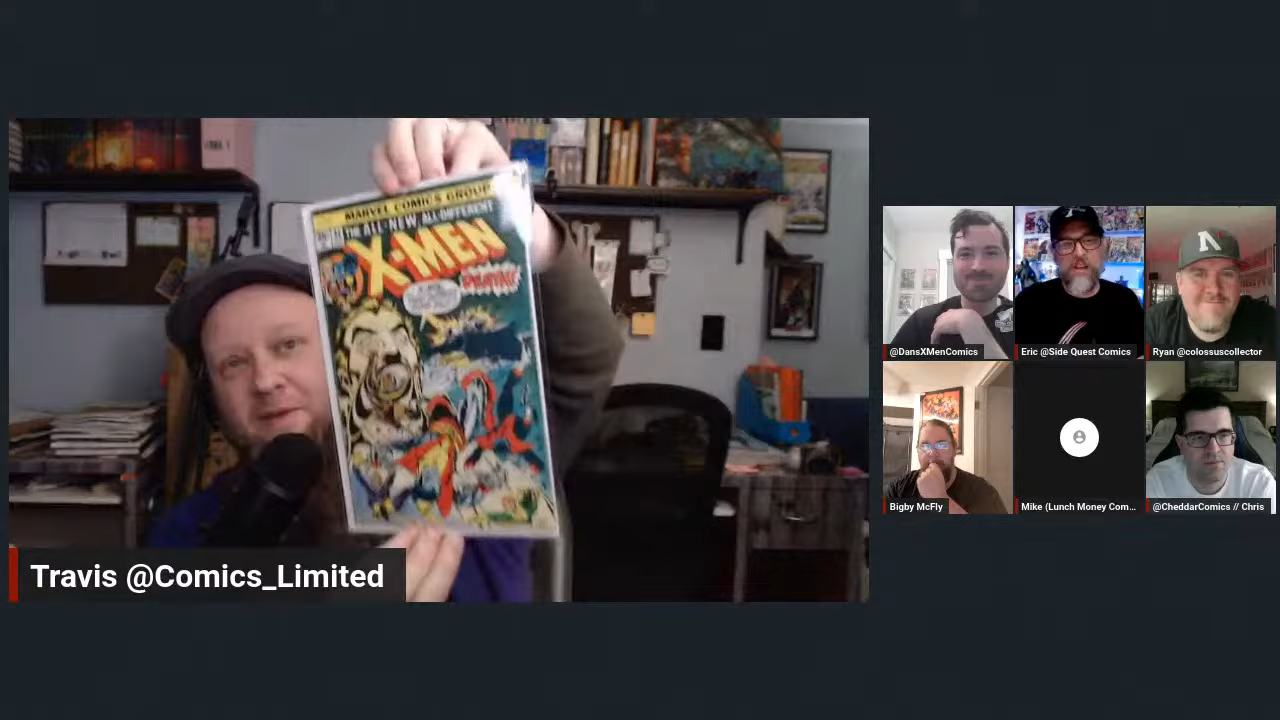 MARVEL COMICS GROUP
THE ALL-NEW, ALL-DIFFERENT
X-MEN
Travis @Comics_Limited
@DansXMenComics
Eric @Side Quest Comics
Ryan @colossuscollector
N
Bigby McFly
Mike (Lunch Money Com...
@CheddarComics // Chris